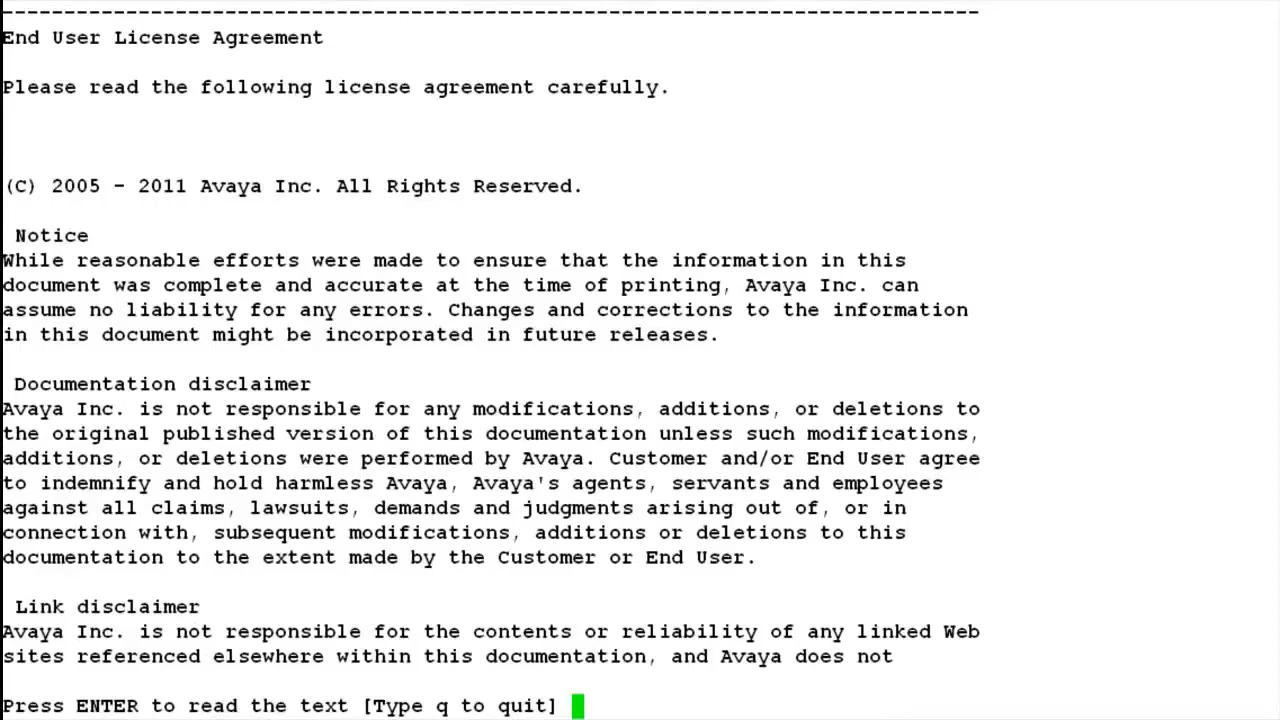 --------------------------------------------------------------------------------
End User License Agreement
Please read the following license agreement carefully.
(C) 2005 - 2011 Avaya Inc. All Rights Reserved.
Notice
While reasonable efforts were made to ensure that the information in this
document was complete and accurate at the time of printing, Avaya Inc. can
assume no liability for any errors. Changes and corrections to the information
in this document might be incorporated in future releases.
Documentation disclaimer
Avaya Inc. is not responsible for any modifications, additions, or deletions to
the original published version of this documentation unless such modifications,
additions, or deletions were performed by Avaya. Customer and/or End User agree
to indemnify and hold harmless Avaya, Avaya's agents, servants and employees
against all claims, lawsuits, demands and judgments arising out of, or in
connection with, subsequent modifications, additions or deletions to this
documentation to the extent made by the Customer or End User.
Link disclaimer
Avaya Inc. is not responsible for the contents or reliability of any linked Web
sites referenced elsewhere within this documentation, and Avaya does not
Press ENTER to read the text [Type q to quit]